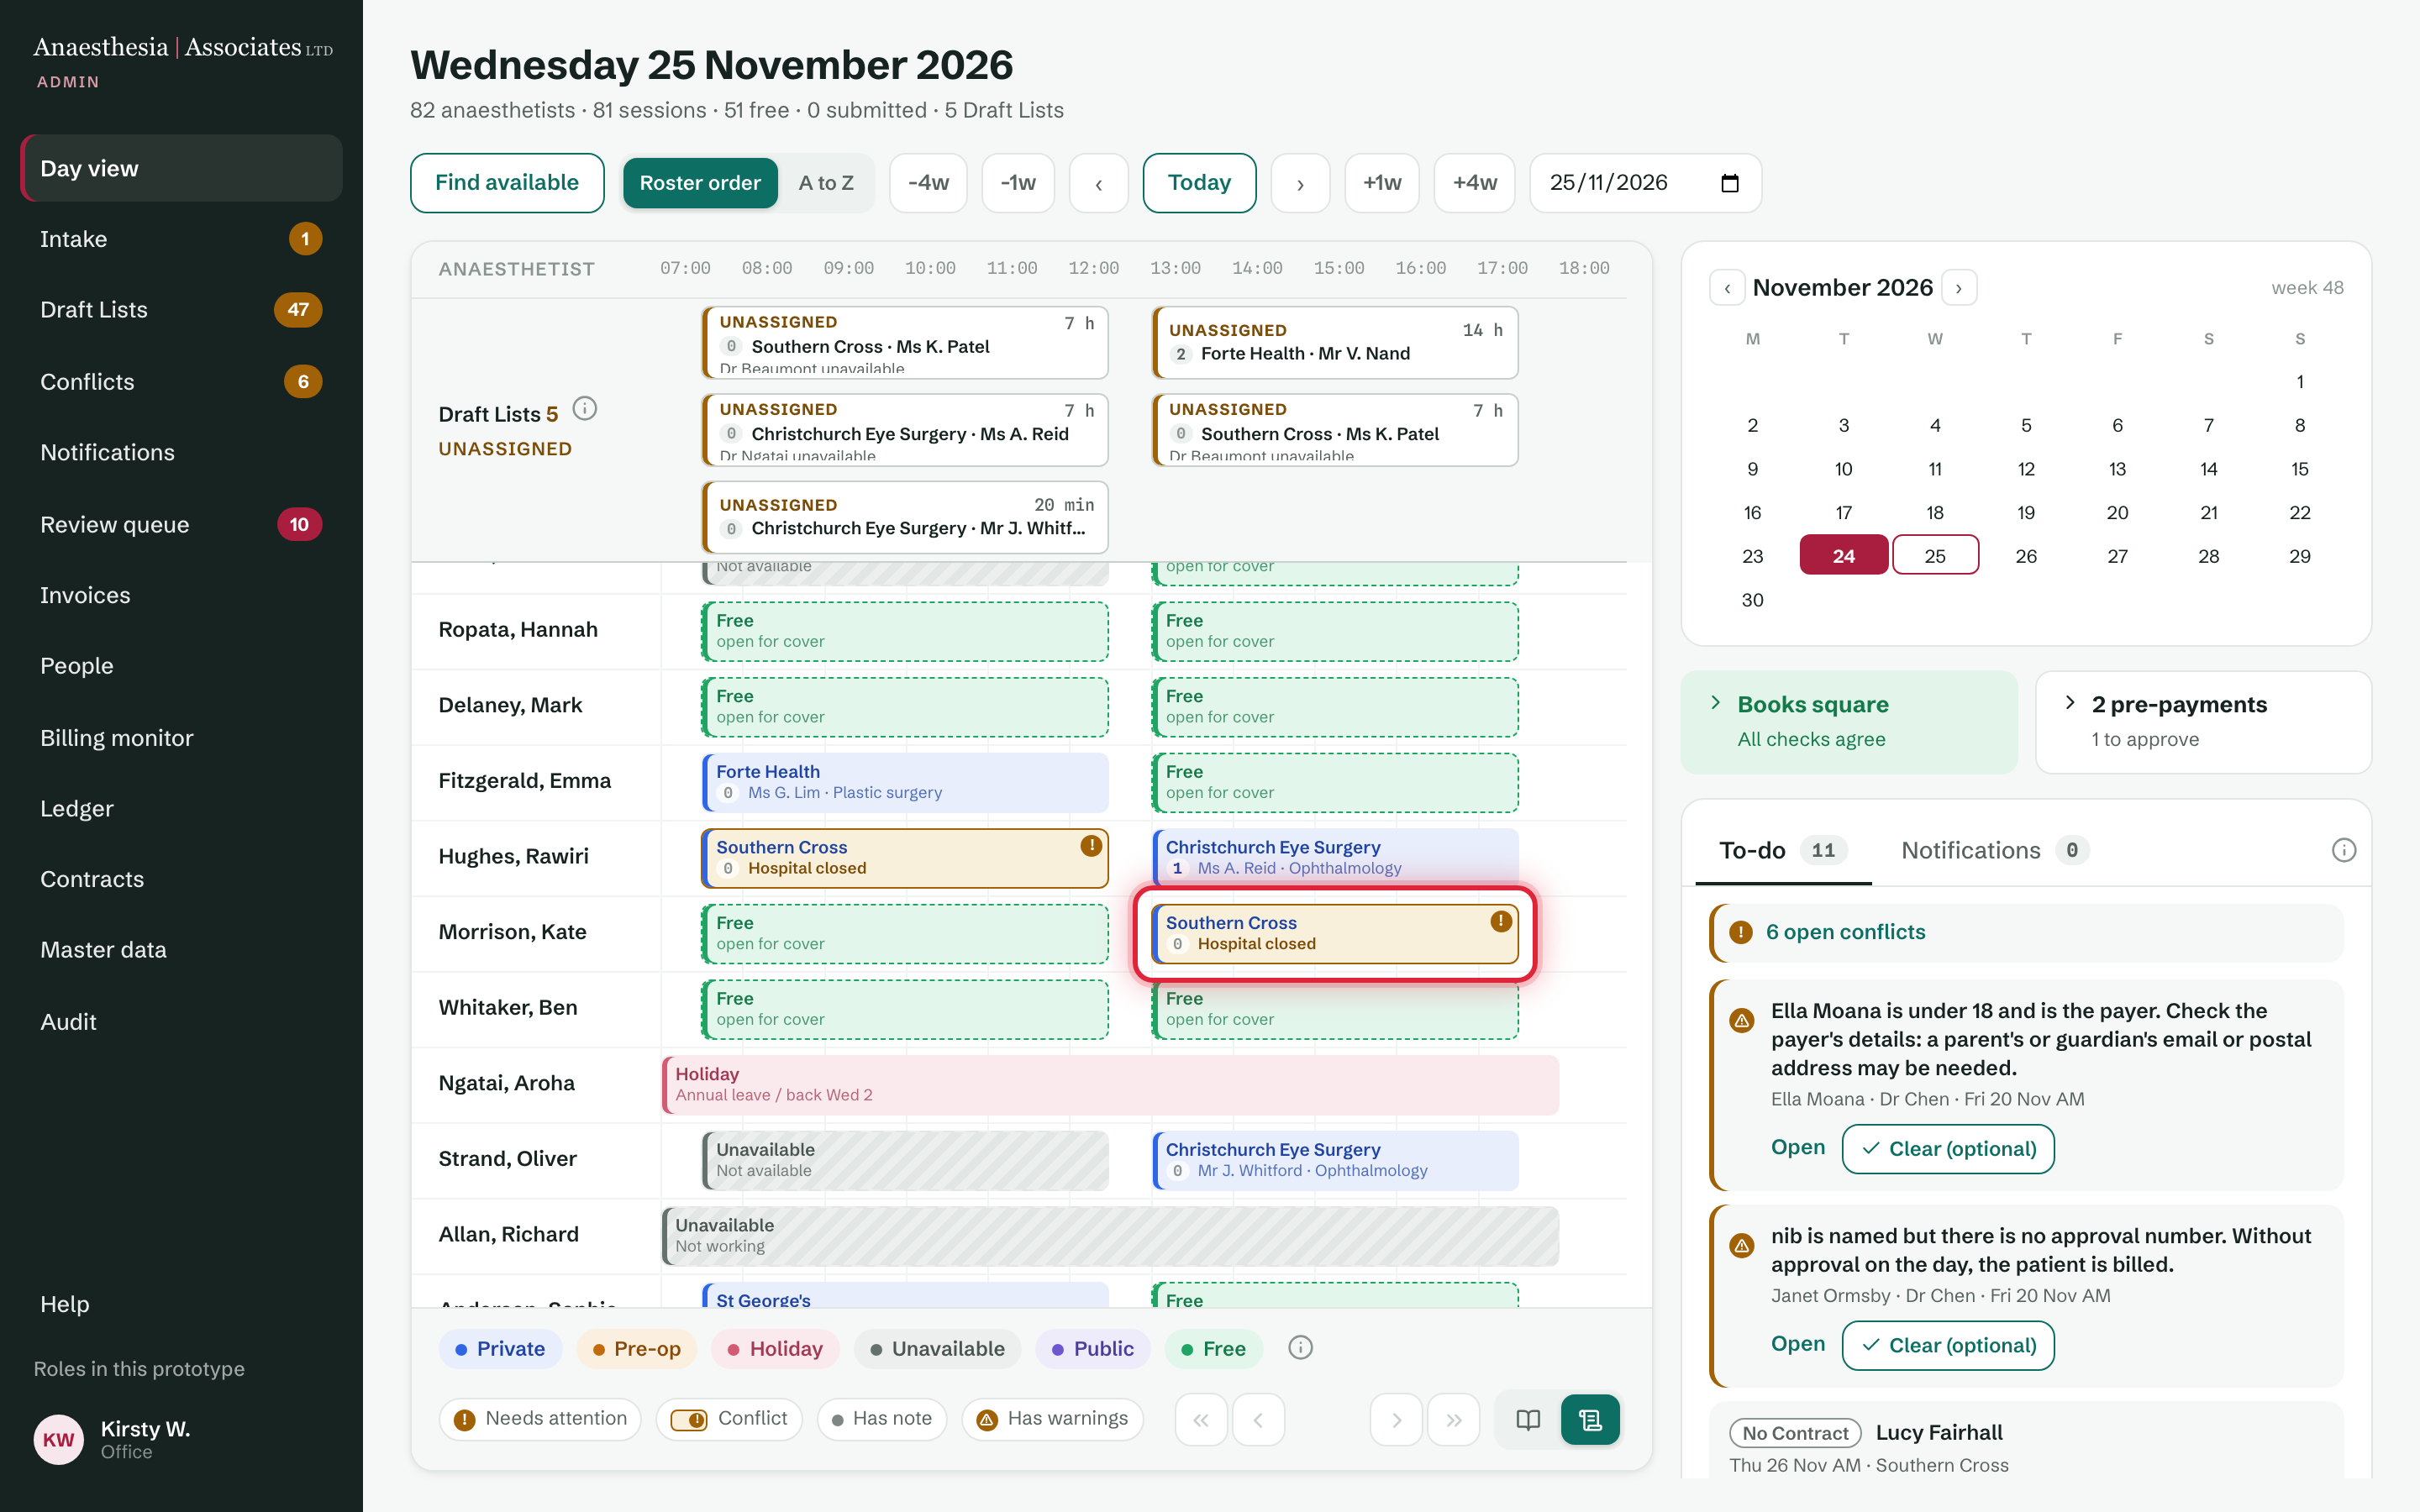 Anaesthesia | Associates LTD
ADMIN
Day view
Intake 1
Draft Lists 47
Conflicts 6
Notifications
Review queue 10
Invoices
People
Billing monitor
Ledger
Contracts
Master data
Audit
Help
Roles in this prototype
KW Kirsty W.
Office
Wednesday 25 November 2026
82 anaesthetists · 81 sessions · 51 free · 0 submitted · 5 Draft Lists
Find available Roster order A to Z -4w -1w ‹ Today › +1w +4w 25/11/2026
ANAESTHETIST 07:00 08:00 09:00 10:00 11:00 12:00 13:00 14:00 15:00 16:00 17:00 18:00
Draft Lists 5
UNASSIGNED
UNASSIGNED 7 h
0 Southern Cross · Ms K. Patel
Dr Beaumont unavailable
UNASSIGNED 14 h
2 Forte Health · Mr V. Nand
UNASSIGNED 7 h
0 Christchurch Eye Surgery · Ms A. Reid
Dr Ngatai unavailable
UNASSIGNED 7 h
0 Southern Cross · Ms K. Patel
Dr Beaumont unavailable
UNASSIGNED 20 min
0 Christchurch Eye Surgery · Mr J. Whitf...
Not available
open for cover
Ropata, Hannah
Free
open for cover
Free
open for cover
Delaney, Mark
Free
open for cover
Free
open for cover
Fitzgerald, Emma
Forte Health
0 Ms G. Lim · Plastic surgery
Free
open for cover
Hughes, Rawiri
Southern Cross !
0 Hospital closed
Christchurch Eye Surgery
1 Ms A. Reid · Ophthalmology
Morrison, Kate
Free
open for cover
Southern Cross !
0 Hospital closed
Whitaker, Ben
Free
open for cover
Free
open for cover
Ngatai, Aroha
Holiday
Annual leave / back Wed 2
Strand, Oliver
Unavailable
Not available
Christchurch Eye Surgery
0 Mr J. Whitford · Ophthalmology
Allan, Richard
Unavailable
Not working
St George's
Free
Private Pre-op Holiday Unavailable Public Free
! Needs attention ! Conflict Has note Has warnings « ‹ › »
‹ November 2026 › week 48
M T W T F S S
1
2 3 4 5 6 7 8
9 10 11 12 13 14 15
16 17 18 19 20 21 22
23 24 25 26 27 28 29
30
Books square
All checks agree
2 pre-payments
1 to approve
To-do 11 Notifications 0
! 6 open conflicts
Ella Moana is under 18 and is the payer. Check the
payer's details: a parent's or guardian's email or postal
address may be needed.
Ella Moana · Dr Chen · Fri 20 Nov AM
Open ✓ Clear (optional)
nib is named but there is no approval number. Without
approval on the day, the patient is billed.
Janet Ormsby · Dr Chen · Fri 20 Nov AM
Open ✓ Clear (optional)
No Contract Lucy Fairhall
Thu 26 Nov AM · Southern Cross